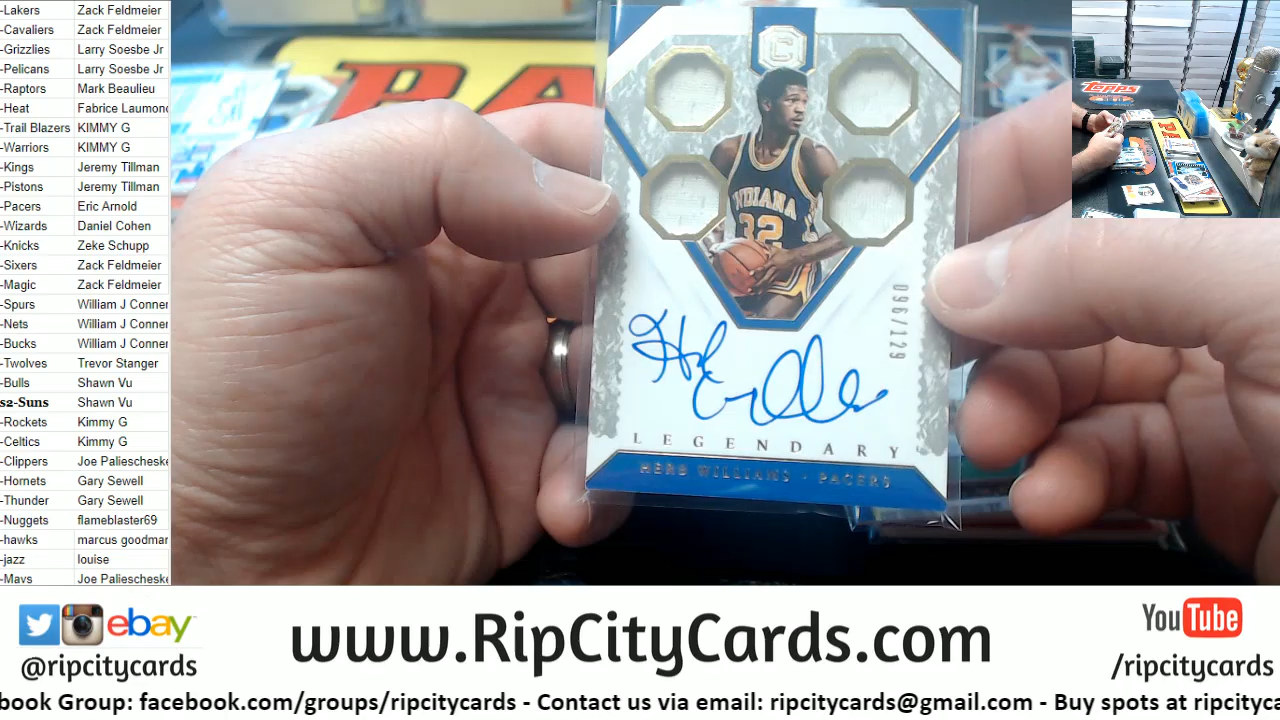 -Lakers Zack Feldmeier
-Cavaliers Zack Feldmeier
-Grizzlies Larry Soesbe Jr
-Pelicans Larry Soesbe Jr
-Raptors Mark Beaulieu
-Heat Fabrice Laumond
-Trail Blazers KIMMY G
-Warriors KIMMY G
-Kings Jeremy Tillman
-Pistons Jeremy Tillman
-Pacers Eric Arnold
-Wizards Daniel Cohen
-Knicks Zeke Schupp
-Sixers Zack Feldmeier
-Magic Zack Feldmeier
-Spurs William J Conner
-Nets William J Conner
-Bucks William J Conner
-Twolves Trevor Stanger
-Bulls Shawn Vu
s2-Suns Shawn Vu
-Rockets Kimmy G
-Celtics Kimmy G
-Clippers Joe Paliescheske
-Hornets Gary Sewell
-Thunder Gary Sewell
-Nuggets flameblaster69
-hawks marcus goodmar
-jazz louise
-Mavs Joe Paliescheske
PA
C
INDIANA
32
096/129
LEGENDARY
HERB WILLIAMS · PACERS
TOPPS
ebay
@ripcitycards
www.RipCityCards.com
YouTube
/ripcitycards
book Group: facebook.com/groups/ripcitycards - Contact us via email: ripcitycards@gmail.com - Buy spots at ripcityca